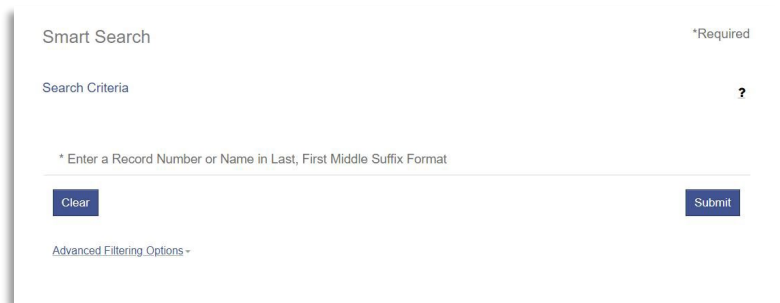 Smart Search
*Required
Search Criteria
?
* Enter a Record Number or Name in Last, First Middle Suffix Format
Clear
Submit
Advanced Filtering Options